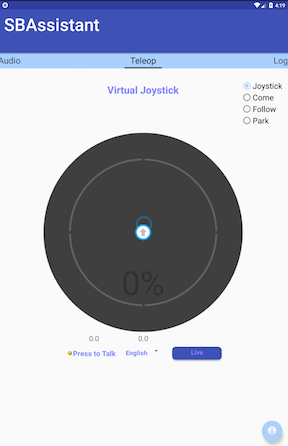 4:19
SBAssistant
Audio
Teleop
Log
Virtual Joystick
Joystick
Come
Follow
Park
0%
0.0
0.0
Press to Talk
English
Live